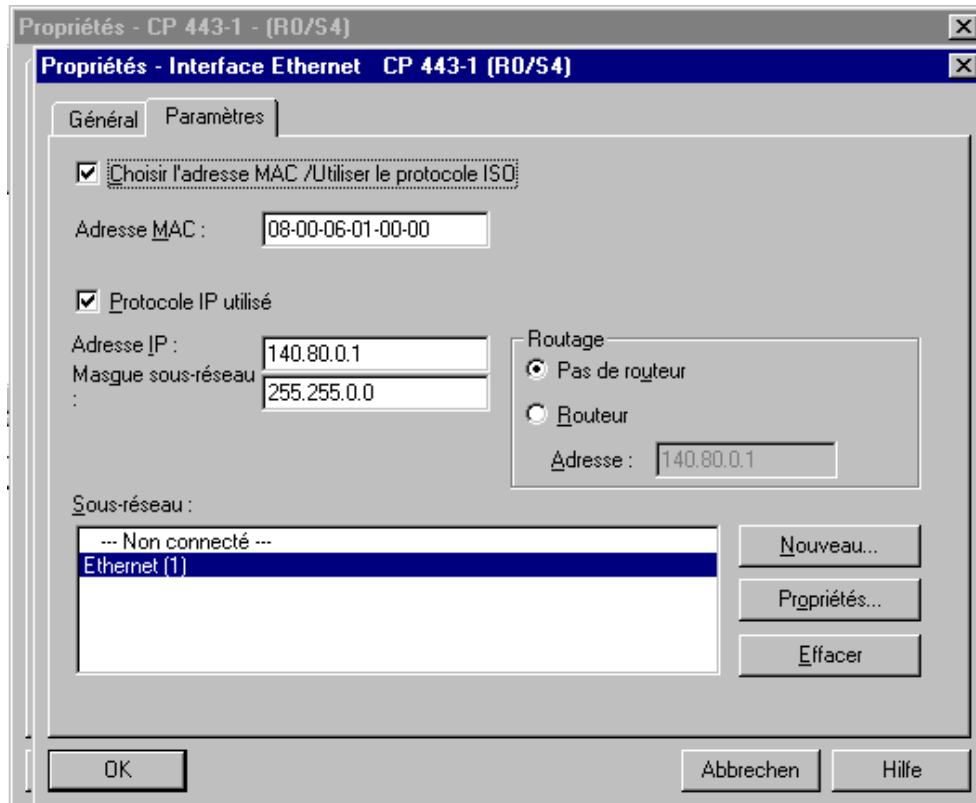 Propriétés - CP 443-1 - (R0/S4)
Propriétés - Interface Ethernet CP 443-1 (R0/S4)
Général
Paramètres
Choisir l'adresse MAC /Utiliser le protocole ISO
Adresse MAC :
08-00-06-01-00-00
Protocole IP utilisé
Adresse IP :
140.80.0.1
Masque sous-réseau :
255.255.0.0
Routage
Pas de routeur
Routeur
Adresse :
140.80.0.1
Sous-réseau :
--- Non connecté ---
Ethernet (1)
Nouveau...
Propriétés...
Effacer
OK
Abbrechen
Hilfe